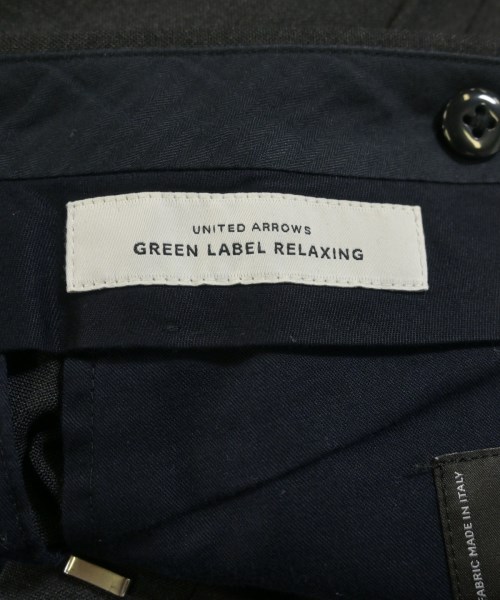 UNITED ARROWS
GREEN LABEL RELAXING
FABRIC MADE IN ITALY